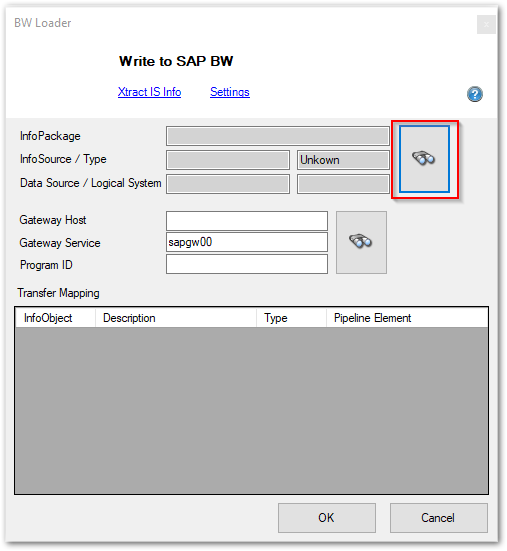 BW Loader
Write to SAP BW
Xtract IS Info Settings
?
InfoPackage
InfoSource / Type Unkown
Data Source / Logical System
Gateway Host
Gateway Service sapgw00
Program ID
Transfer Mapping
InfoObject Description Type Pipeline Element
OK Cancel